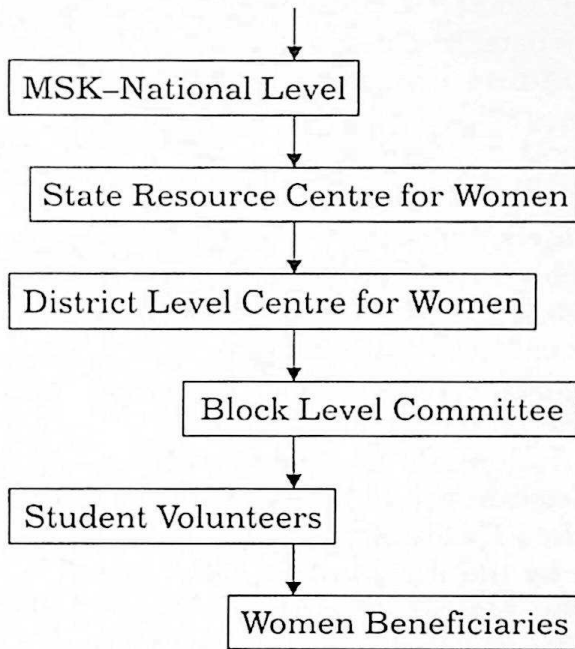 MSK–National Level
State Resource Centre for Women
District Level Centre for Women
Block Level Committee
Student Volunteers
Women Beneficiaries